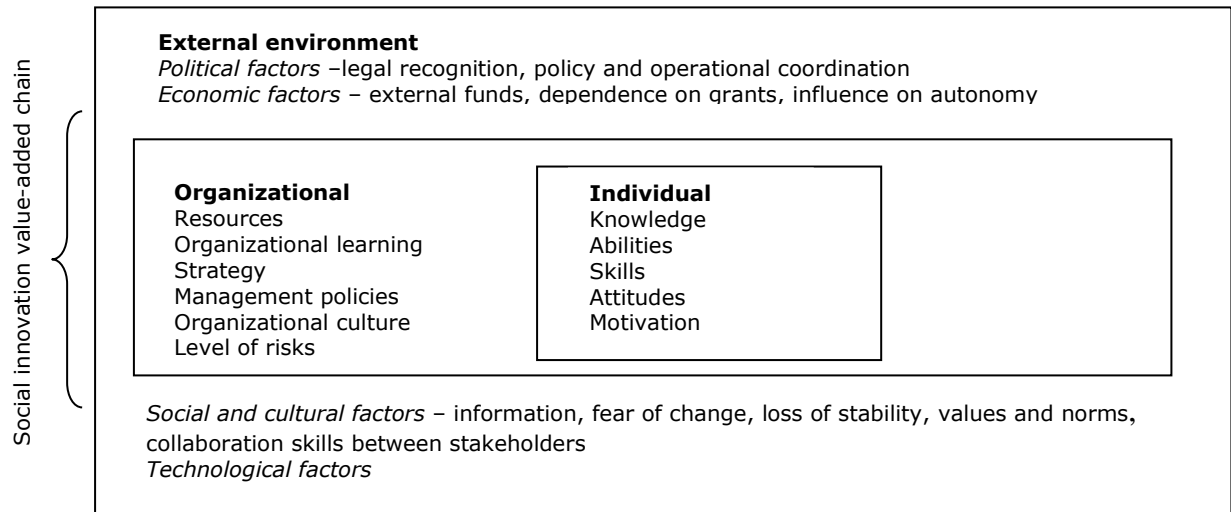 Social innovation value-added chain
External environment
Political factors –legal recognition, policy and operational coordination
Economic factors – external funds, dependence on grants, influence on autonomy
Organizational
Resources
Organizational learning
Strategy
Management policies
Organizational culture
Level of risks
Individual
Knowledge
Abilities
Skills
Attitudes
Motivation
Social and cultural factors – information, fear of change, loss of stability, values and norms,
collaboration skills between stakeholders
Technological factors